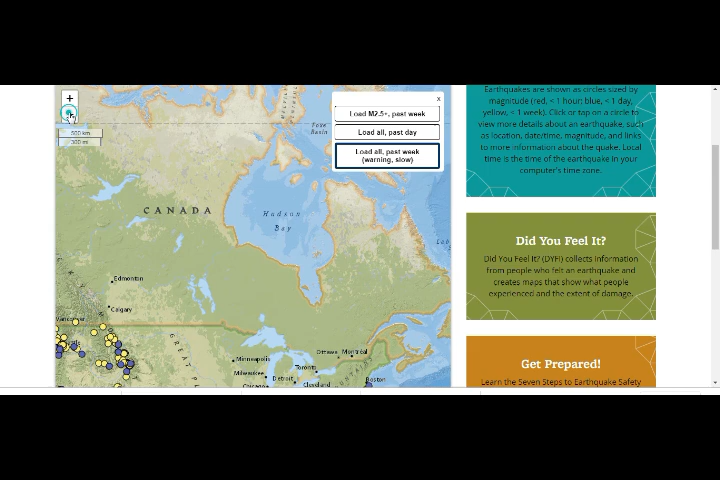 +
500 km
300 mi
x
Load M2.5+, past week
Load all, past day
Load all, past week
(warning, slow)
Foxe
Basin
CANADA
Hudson
Bay
Lab
Edmonton
Calgary
Vancouver
GREAT PL
Minneapolis
Milwaukee
Chicago
Detroit
Toronto
Cleveland
Ottawa
Montréal
Boston
Earthquakes are shown as circles sized by
magnitude (red, < 1 hour; blue, < 1 day,
yellow, < 1 week). Click or tap on a circle to
view more details about an earthquake, such
as location, date/time, magnitude, and links
to more information about the quake. Local
time is the time of the earthquake in your
computer's time zone.
Did You Feel It?
Did You Feel It? (DYFI) collects information
from people who felt an earthquake and
creates maps that show what people
experienced and the extent of damage.
Get Prepared!
Learn the Seven Steps to Earthquake Safety